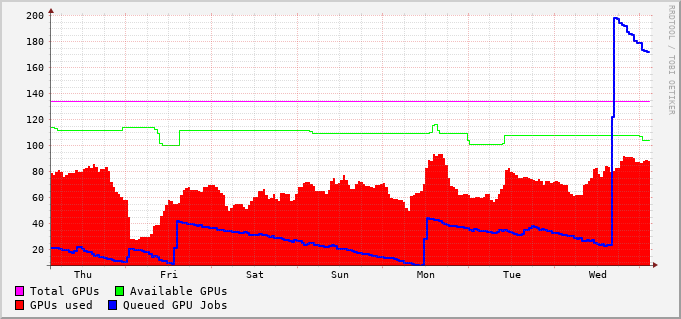 200
180
160
140
120
100
80
60
40
20
Thu Fri Sat Sun Mon Tue Wed
Total GPUs Available GPUs
GPUs used Queued GPU Jobs
RRDTOOL / TOBI OETIKER